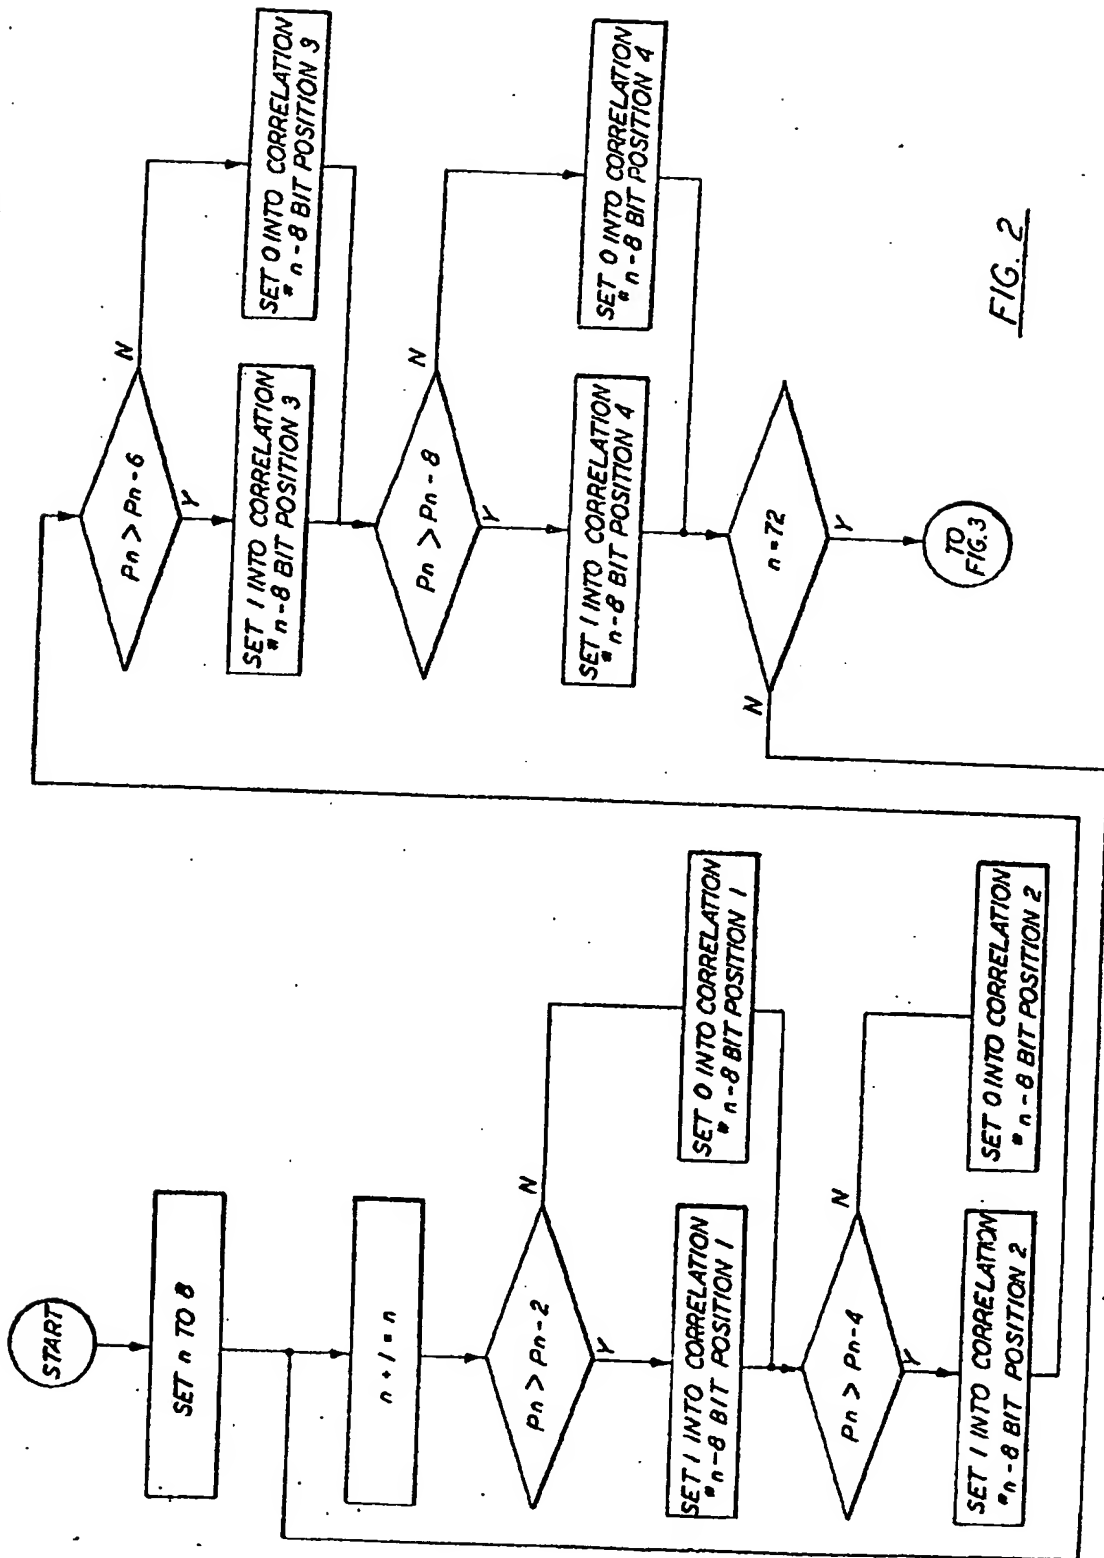 START
SET n TO 8
n + 1 = n
Pn > Pn-2
N
Y
SET 1 INTO CORRELATION
#n-8 BIT POSITION 1
SET 0 INTO CORRELATION
#n-8 BIT POSITION 1
Pn > Pn-4
N
Y
SET 1 INTO CORRELATION
#n-8 BIT POSITION 2
SET 0 INTO CORRELATION
#n-8 BIT POSITION 2
Pn > Pn-6
N
Y
SET 1 INTO CORRELATION
#n-8 BIT POSITION 3
SET 0 INTO CORRELATION
#n-8 BIT POSITION 3
Pn > Pn-8
N
Y
SET 1 INTO CORRELATION
#n-8 BIT POSITION 4
SET 0 INTO CORRELATION
#n-8 BIT POSITION 4
n=72
N
Y
TO
FIG.3
FIG. 2